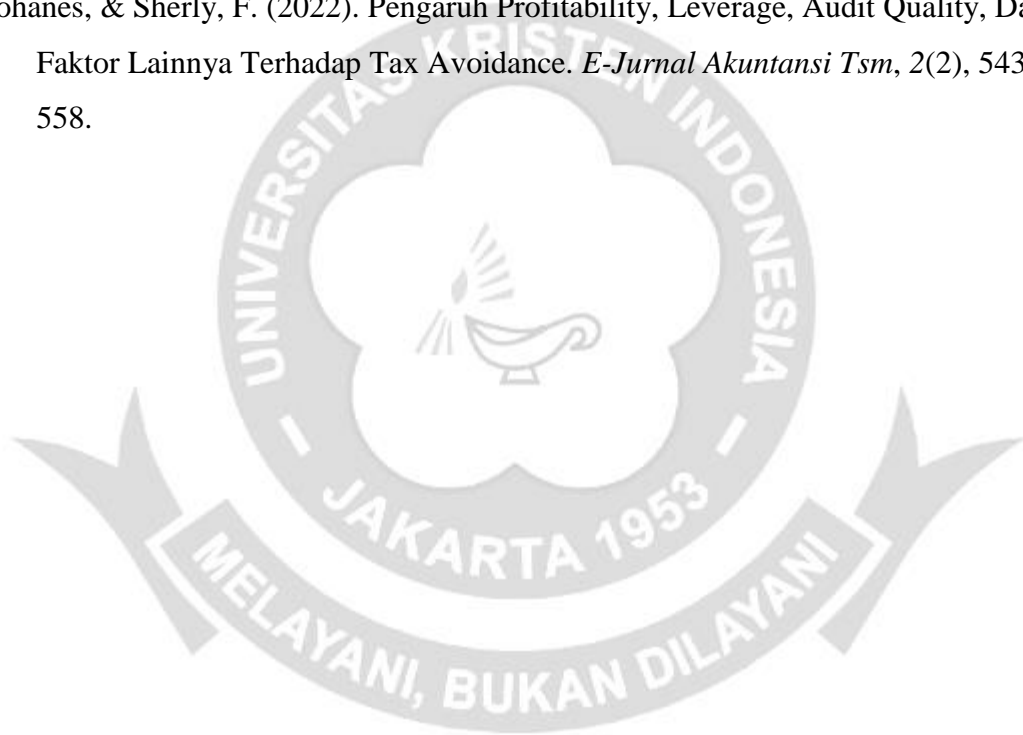 ohanes, & Sherly, F. (2022). Pengaruh Profitability, Leverage, Audit Quality, Da
Faktor Lainnya Terhadap Tax Avoidance. E-Jurnal Akuntansi Tsm, 2(2), 543
558.
UNIVERSITAS KRISTEN INDONESIA
JAKARTA 1953
MELAYANI, BUKAN DILAYANI